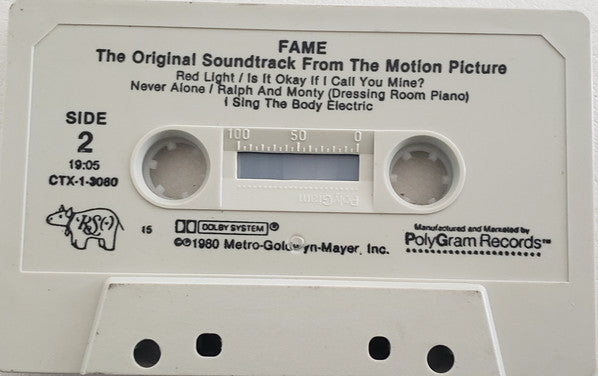 FAME
The Original Soundtrack From The Motion Picture
Red Light / Is It Okay If I Call You Mine?
Never Alone / Ralph And Monty (Dressing Room Piano)
I Sing The Body Electric
SIDE
2
19:05
CTX-1-3080
100 50 0
PolyGram
RSO
15
DOLBY SYSTEM ®
©℗1980 Metro-Goldwyn-Mayer, Inc.
Manufactured and Marketed by
PolyGram Records™